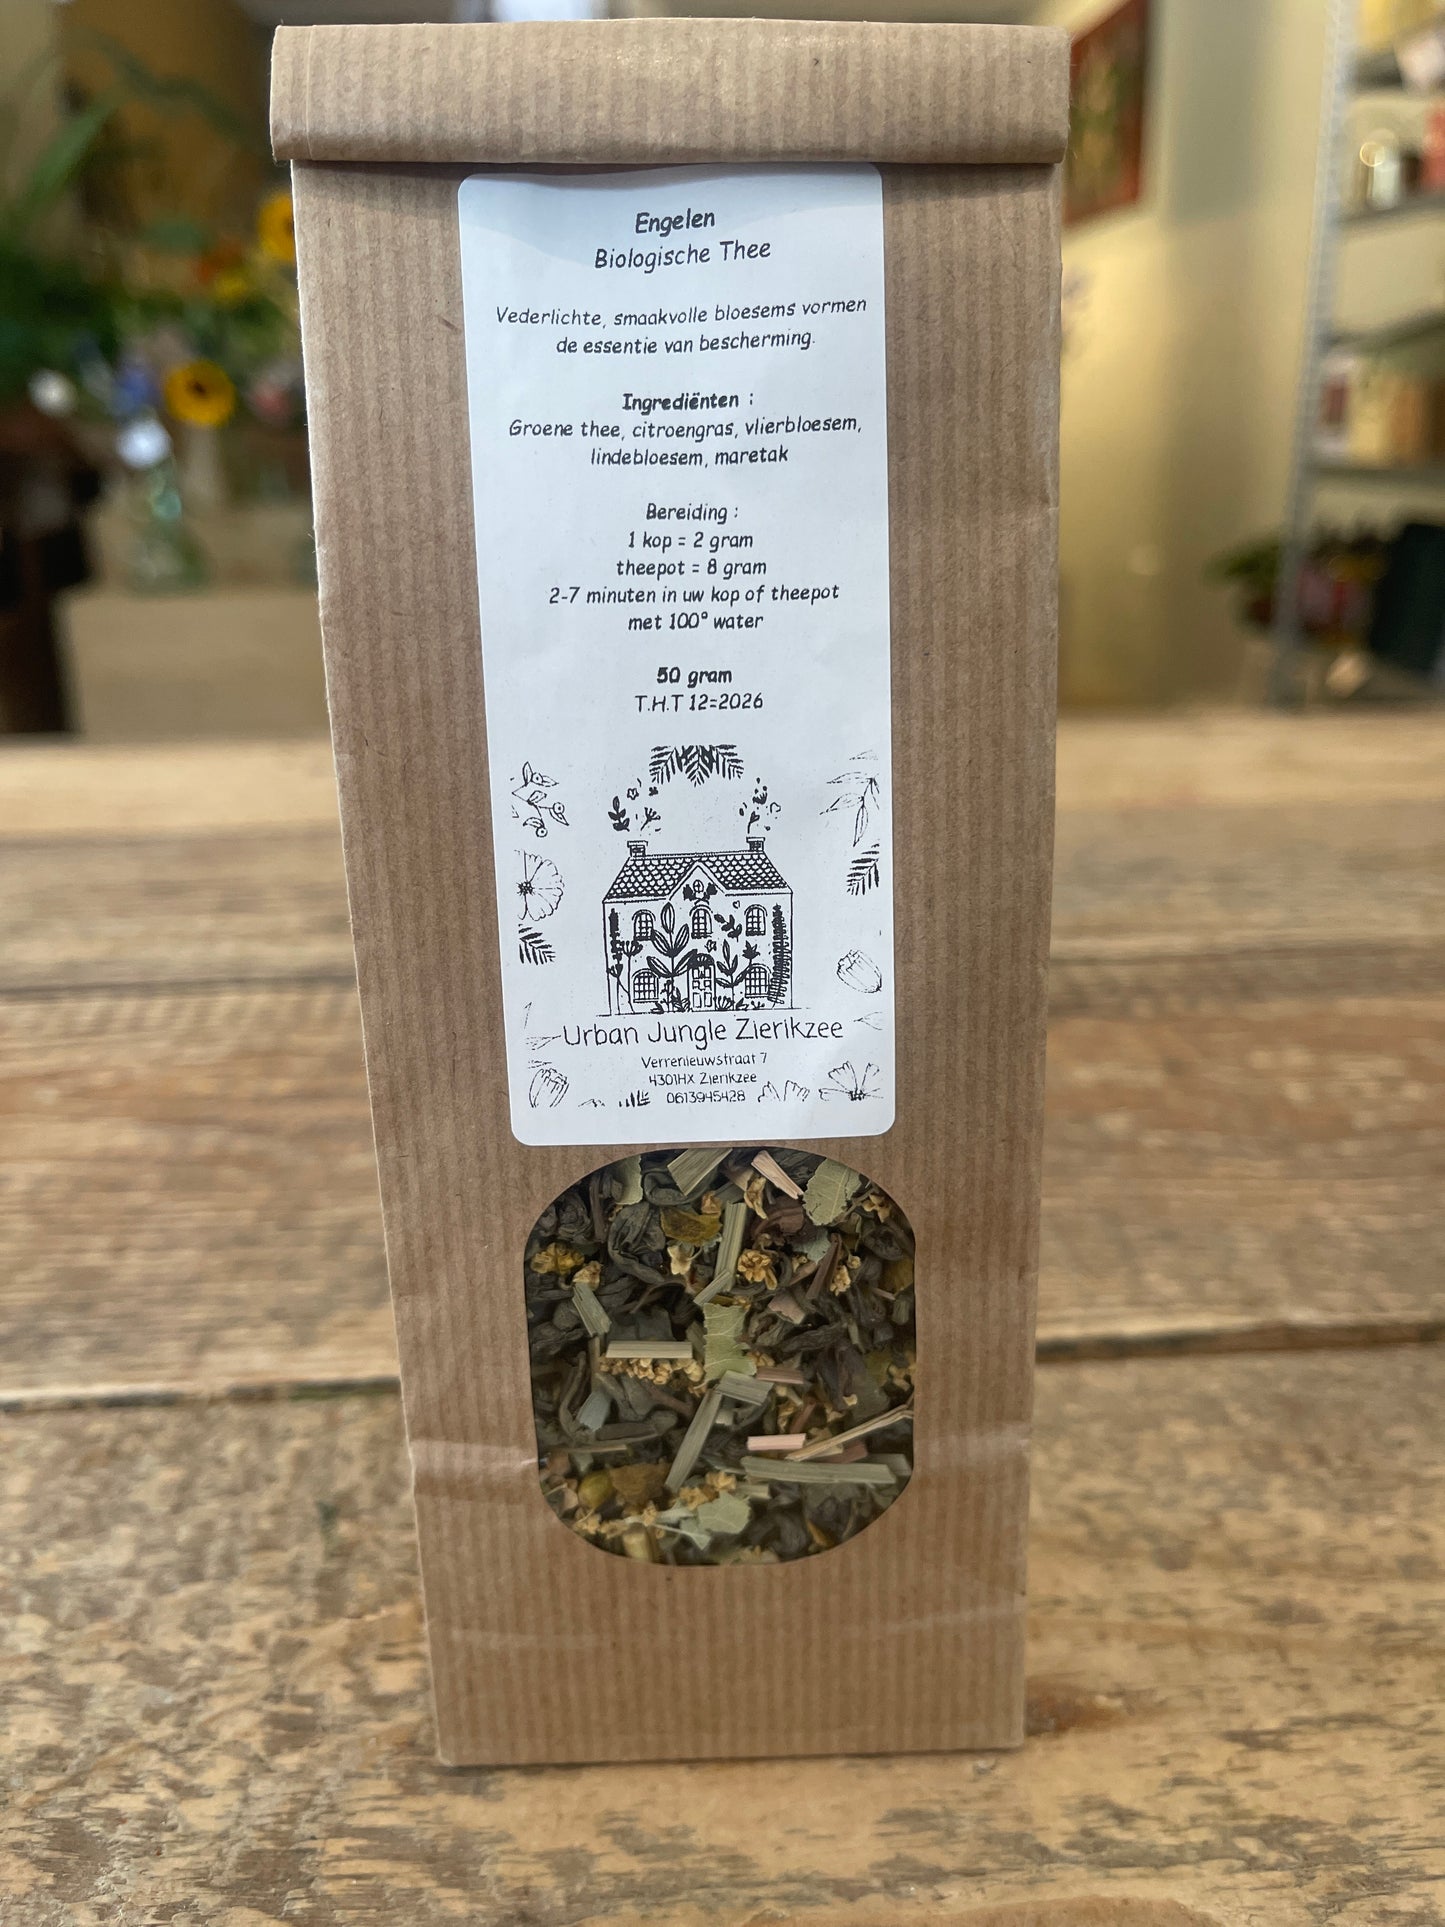 Engelen
Biologische Thee
Vederlichte, smaakvolle bloesems vormen
de essentie van bescherming.
Ingrediënten :
Groene thee, citroengras, vlierbloesem,
lindebloesem, maretak
Bereiding :
1 kop = 2 gram
theepot = 8 gram
2-7 minuten in uw kop of theepot
met 100° water
50 gram
T.H.T 12=2026
Urban Jungle Zierikzee
Verrenieuwstraat 7
4301HX Zierikzee
0613945428